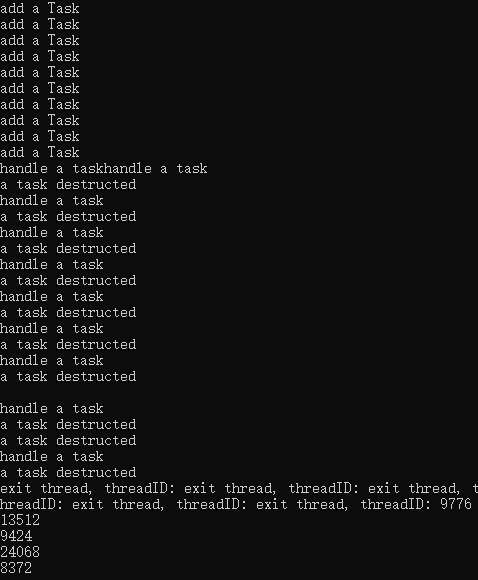 add a Task
add a Task
add a Task
add a Task
add a Task
add a Task
add a Task
add a Task
add a Task
add a Task
handle a taskhandle a task
a task destructed
handle a task
a task destructed
handle a task
a task destructed
handle a task
a task destructed
handle a task
a task destructed
handle a task
a task destructed
handle a task
a task destructed
handle a task
a task destructed
a task destructed
handle a task
a task destructed
exit thread, threadID: exit thread, threadID: exit thread, t
hreadID: exit thread, threadID: exit thread, threadID: 9776
13512
9424
24068
8372